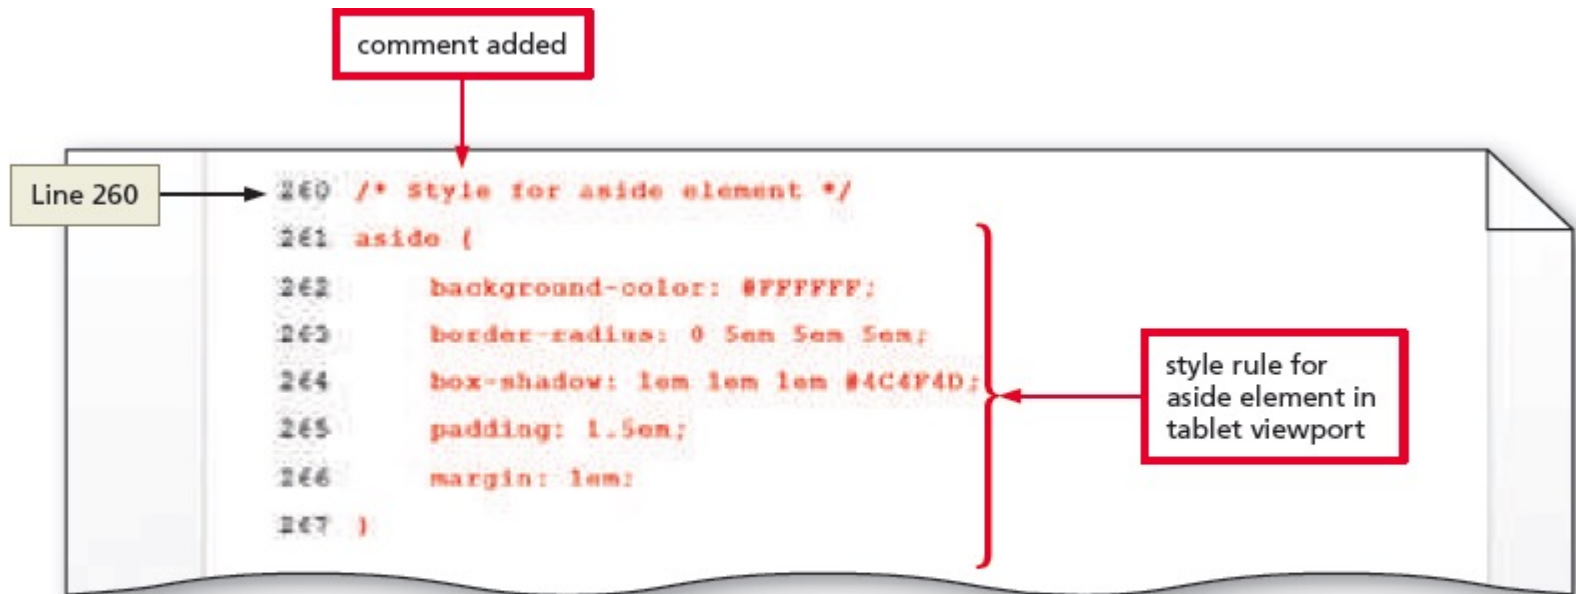 comment added
Line 260
260 /* Style for aside element */
261 aside {
262 background-color: #FFFFFF;
263 border-radius: 0 5em 5em 5em;
264 box-shadow: 1em 1em 1em #4C4F4D;
265 padding: 1.5em;
266 margin: 1em;
267 }
style rule for
aside element in
tablet viewport